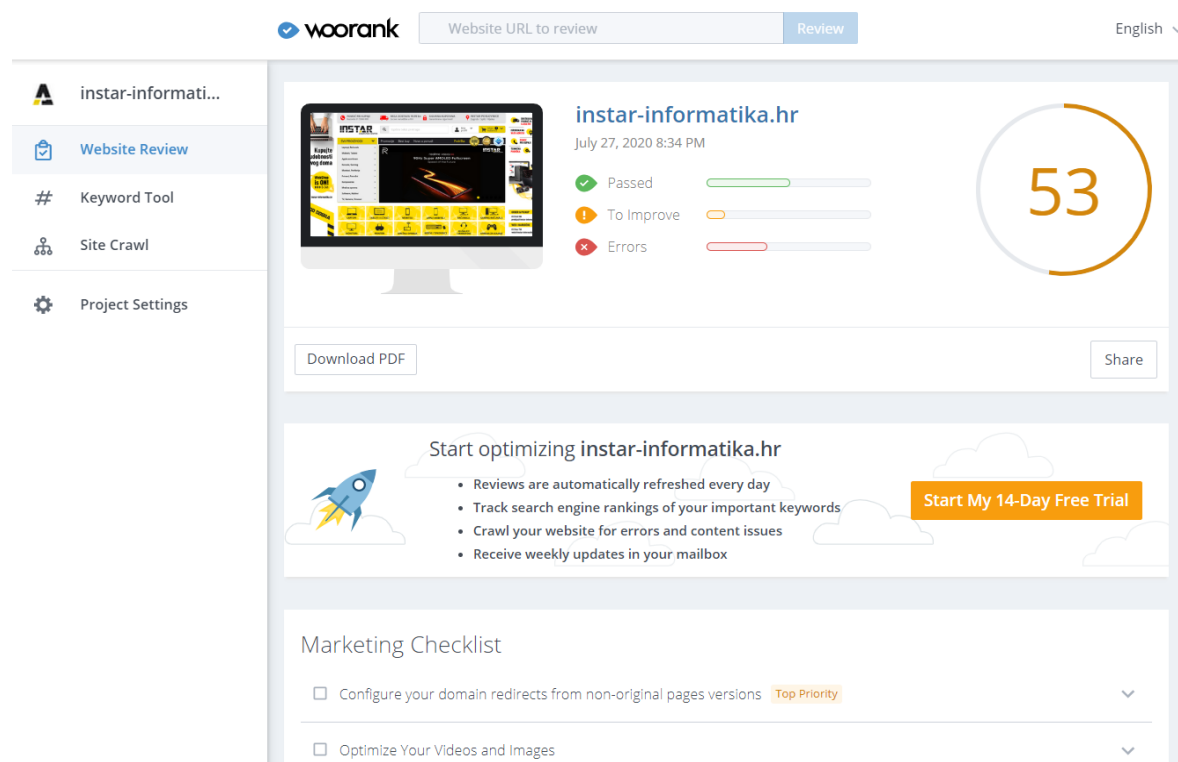 woorank
Website URL to review
Review
English
instar-informati...
Website Review
Keyword Tool
Site Crawl
Project Settings
INSTAR
instar-informatika.hr
July 27, 2020 8:34 PM
Passed
To Improve
Errors
53
Download PDF
Share
Start optimizing instar-informatika.hr
Reviews are automatically refreshed every day
Track search engine rankings of your important keywords
Crawl your website for errors and content issues
Receive weekly updates in your mailbox
Start My 14-Day Free Trial
Marketing Checklist
Configure your domain redirects from non-original pages versions Top Priority
Optimize Your Videos and Images